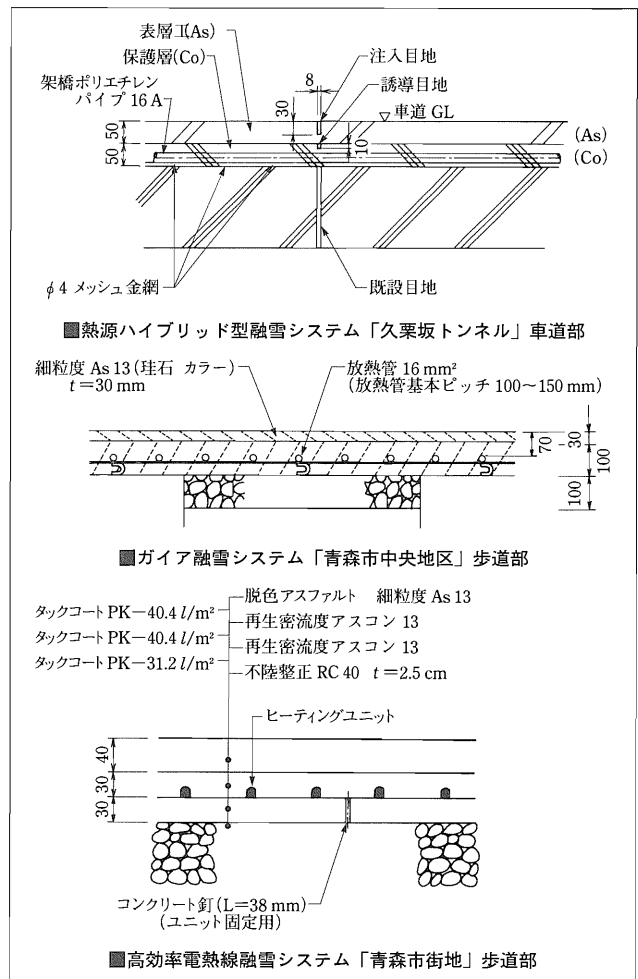 表層Ⅱ(As)
保護層(Co)
架橋ポリエチレン
パイプ 16A
8
30
注入目地
誘導目地
▽ 車道 GL
50
50
10
(As)
(Co)
φ4 メッシュ金網
既設目地
■熱源ハイブリッド型融雪システム「久栗坂トンネル」車道部
細粒度 As 13(珪石 カラー)
t=30 mm
放熱管 16 mm²
(放熱管基本ピッチ 100〜150 mm)
70
30
100
100
■ガイア融雪システム「青森市中央地区」歩道部
タックコート PK−40.4 l/m²
タックコート PK−40.4 l/m²
タックコート PK−31.2 l/m²
脱色アスファルト 細粒度 As 13
再生密流度アスコン 13
再生密流度アスコン 13
不陸整正 RC 40 t=2.5 cm
ヒーティングユニット
40
30
30
コンクリート釘(L=38 mm)
(ユニット固定用)
■高効率電熱線融雪システム「青森市街地」歩道部